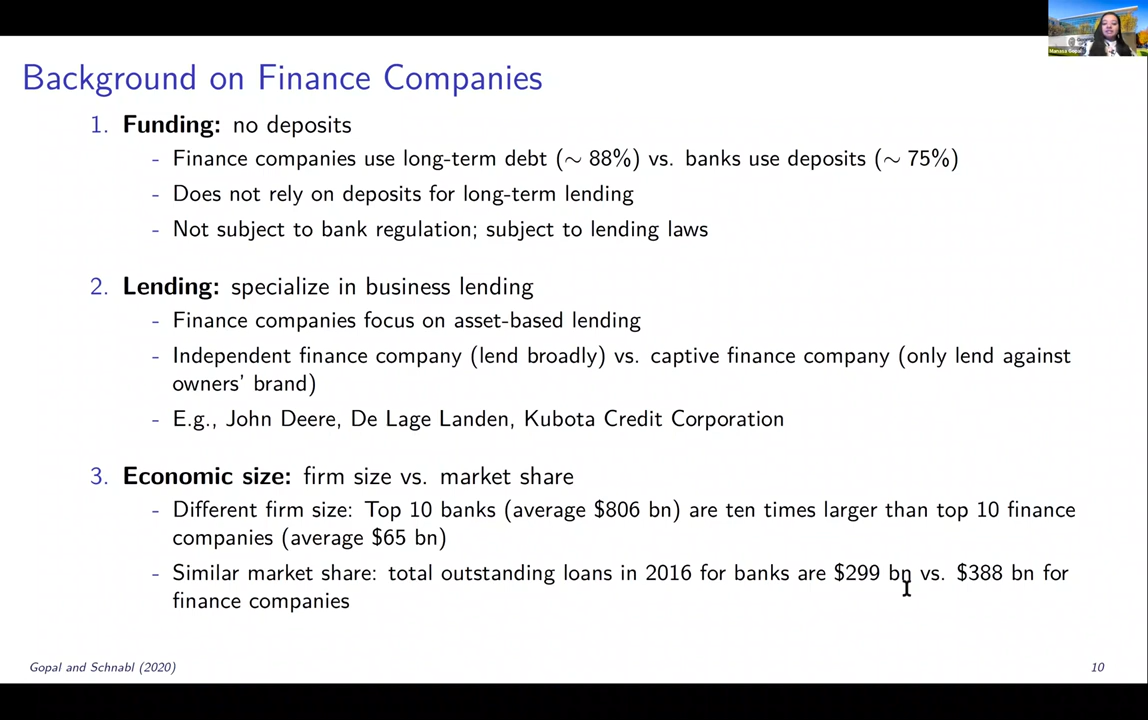 Background on Finance Companies
1. Funding: no deposits
- Finance companies use long-term debt (∼ 88%) vs. banks use deposits (∼ 75%)
- Does not rely on deposits for long-term lending
- Not subject to bank regulation; subject to lending laws
2. Lending: specialize in business lending
- Finance companies focus on asset-based lending
- Independent finance company (lend broadly) vs. captive finance company (only lend against
owners' brand)
- E.g., John Deere, De Lage Landen, Kubota Credit Corporation
3. Economic size: firm size vs. market share
- Different firm size: Top 10 banks (average $806 bn) are ten times larger than top 10 finance
companies (average $65 bn)
- Similar market share: total outstanding loans in 2016 for banks are $299 bn vs. $388 bn for
finance companies
Gopal and Schnabl (2020)
10